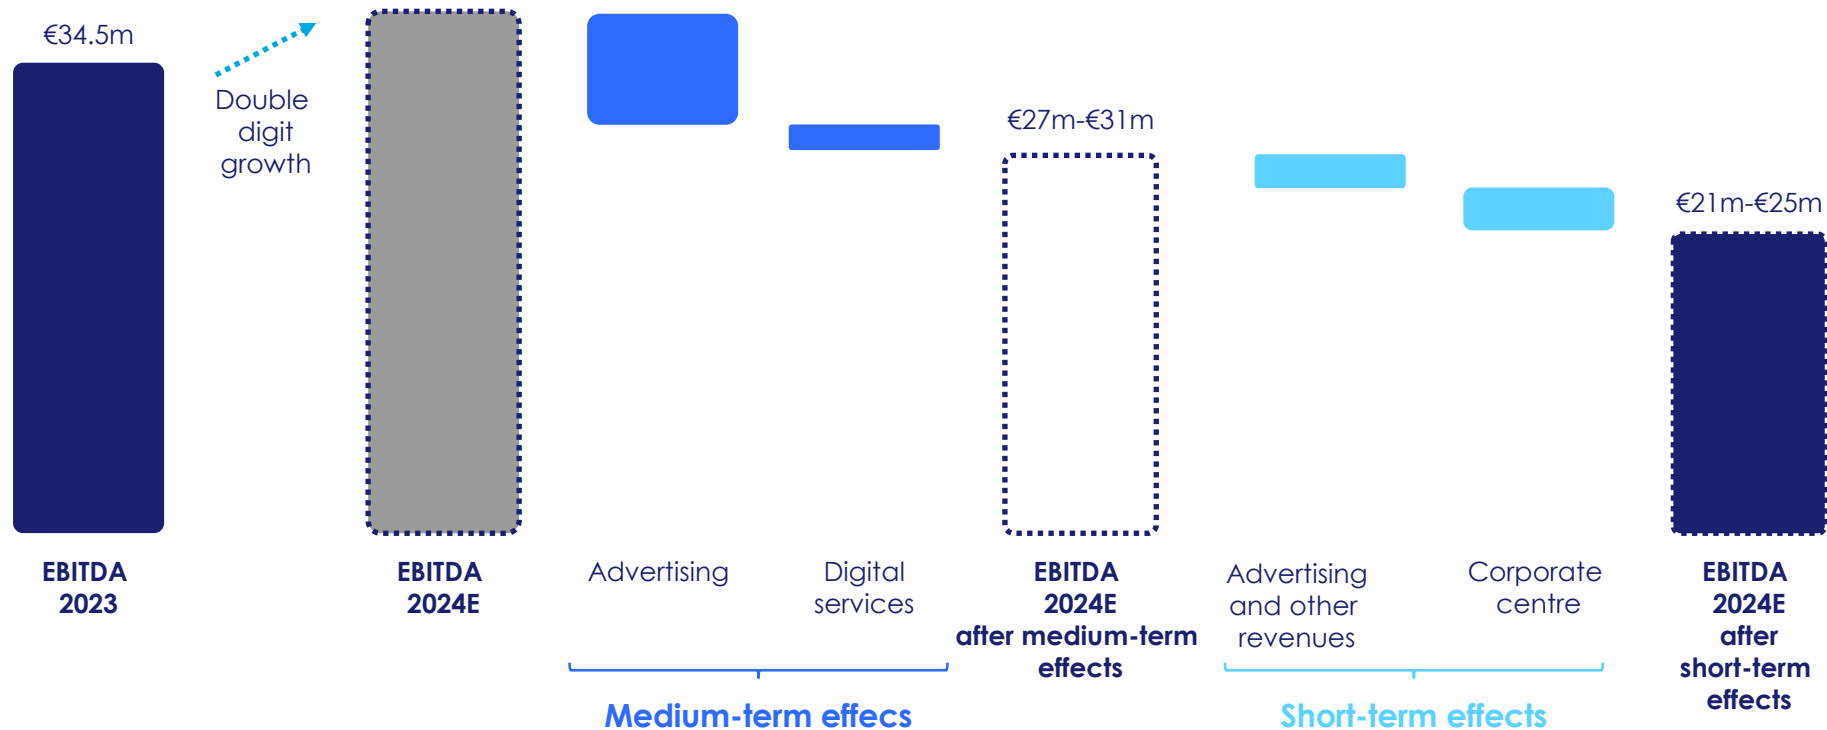 €34.5m
Double
digit
growth
€27m-€31m
€21m-€25m
EBITDA
2023
EBITDA
2024E
Advertising
Digital
services
EBITDA
2024E
after medium-term
effects
Advertising
and other
revenues
Corporate
centre
EBITDA
2024E
after
short-term
effects
Medium-term effecs
Short-term effects